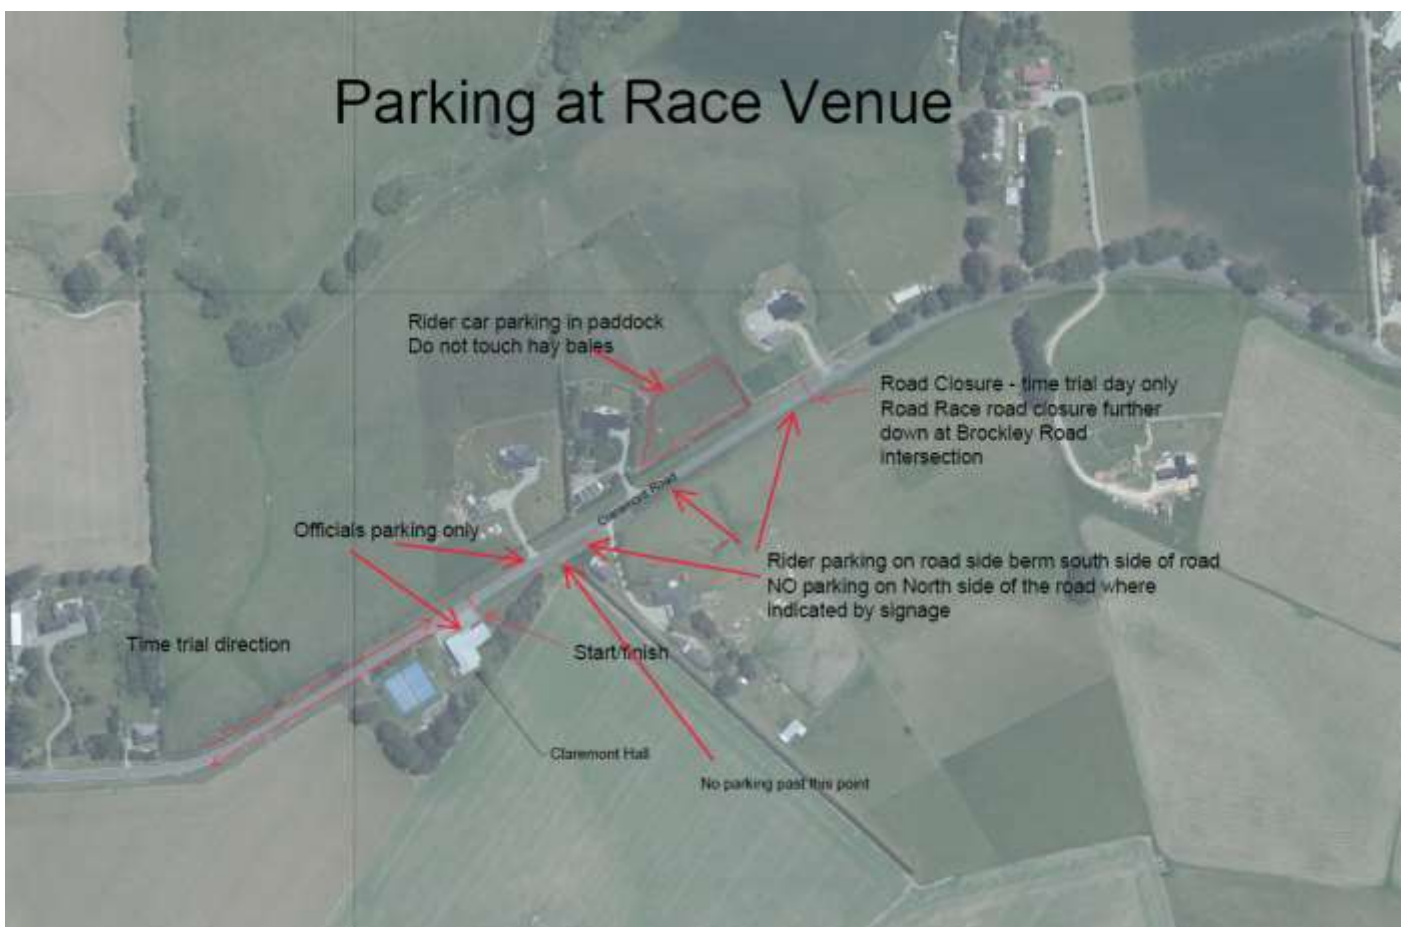 Parking at Race Venue
Rider car parking in paddock
Do not touch hay bales
Road Closure - time trial day only
Road Race road closure further
down at Brockley Road
intersection
Claremont Road
Officials parking only
Rider parking on road side berm south side of road
NO parking on North side of the road where
indicated by signage
Time trial direction
Start/finish
Claremont Hall
No parking past this point